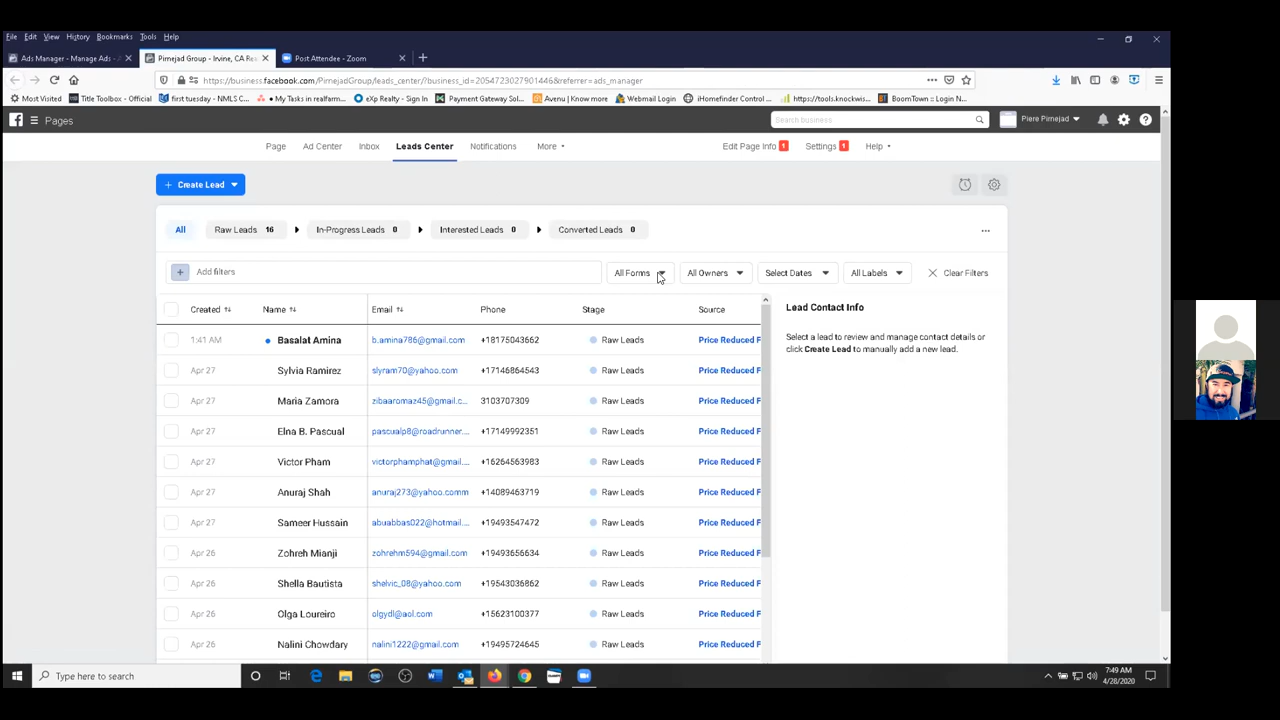 File Edit View History Bookmarks Tools Help
Ads Manager - Manage Ads - Pirnejad Group - Irvine, CA Re Post Attendee - Zoom
https://business.facebook.com/PirnejadGroup/leads_center/?business_id=2054723027901446&referrer=ads_manager
Most Visited Title Toolbox - Official first tuesday - NMLS C... My Tasks in realfarm... eXp Realty - Sign In Payment Gateway Sol... Avenu | Know more Webmail Login iHomefinder Control ... https://tools.knockwis... BoomTown :: Login N...
Pages Search business Piere Pirnejad
Page Ad Center Inbox Leads Center Notifications More Edit Page Info 1 Settings 1 Help
+ Create Lead
All Raw Leads 16 In-Progress Leads 0 Interested Leads 0 Converted Leads 0 ...
+ Add filters All Forms All Owners Select Dates All Labels Clear Filters
Created Name Email Phone Stage Source Lead Contact Info
Select a lead to review and manage contact details or
click Create Lead to manually add a new lead.
1:41 AM Basalat Amina b.amina786@gmail.com +18175043662 Raw Leads Price Reduced F
Apr 27 Sylvia Ramirez slyram70@yahoo.com +17146864543 Raw Leads Price Reduced F
Apr 27 Maria Zamora zibaaromaz45@gmail.c... 3103707309 Raw Leads Price Reduced F
Apr 27 Elna B. Pascual pascualp8@roadrunner.... +17149992351 Raw Leads Price Reduced F
Apr 27 Victor Pham victorphamphat@gmail.... +16264563983 Raw Leads Price Reduced F
Apr 27 Anuraj Shah anuraj273@yahoo.comm +14089463719 Raw Leads Price Reduced F
Apr 27 Sameer Hussain abuabbas022@hotmail.... +19493547472 Raw Leads Price Reduced F
Apr 26 Zohreh Mianji zohrehm594@gmail.com +19493656634 Raw Leads Price Reduced F
Apr 26 Shella Bautista shelvic_08@yahoo.com +19543036862 Raw Leads Price Reduced F
Apr 26 Olga Loureiro olgydl@aol.com +15623100377 Raw Leads Price Reduced F
Apr 26 Nalini Chowdary nalini1222@gmail.com +19495724645 Raw Leads Price Reduced F
Type here to search 7:49 AM
4/28/2020